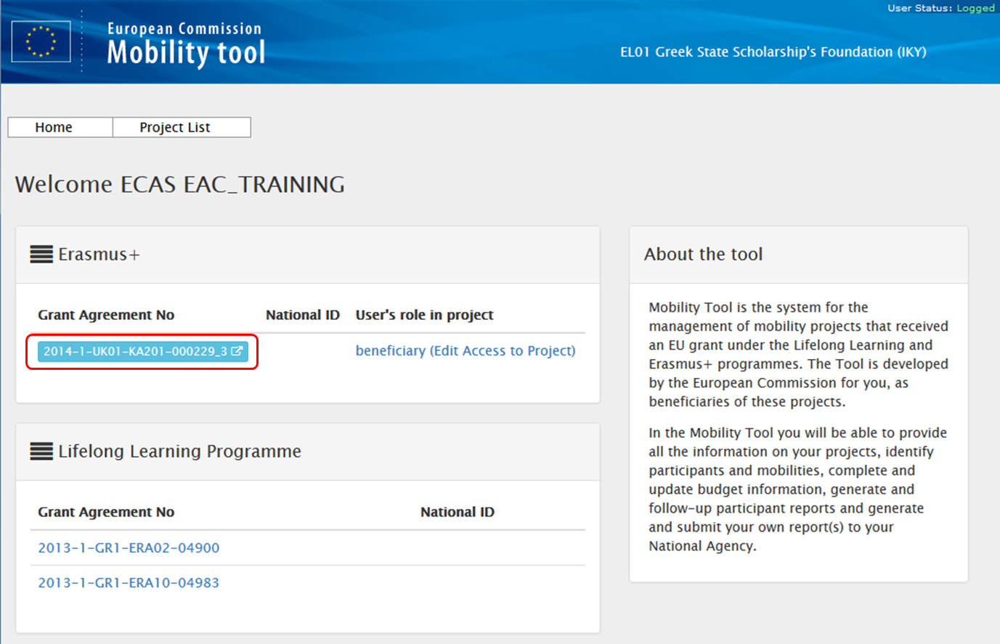 User Status: Logged
European Commission
Mobility tool
EL01 Greek State Scholarship's Foundation (IKY)
Home
Project List
Welcome ECAS EAC_TRAINING
Erasmus+
Grant Agreement No
National ID
User's role in project
2014-1-UK01-KA201-000229_3
beneficiary (Edit Access to Project)
Lifelong Learning Programme
Grant Agreement No
National ID
2013-1-GR1-ERA02-04900
2013-1-GR1-ERA10-04983
About the tool
Mobility Tool is the system for the
management of mobility projects that received
an EU grant under the Lifelong Learning and
Erasmus+ programmes. The Tool is developed
by the European Commission for you, as
beneficiaries of these projects.
In the Mobility Tool you will be able to provide
all the information on your projects, identify
participants and mobilities, complete and
update budget information, generate and
follow-up participant reports and generate
and submit your own report(s) to your
National Agency.